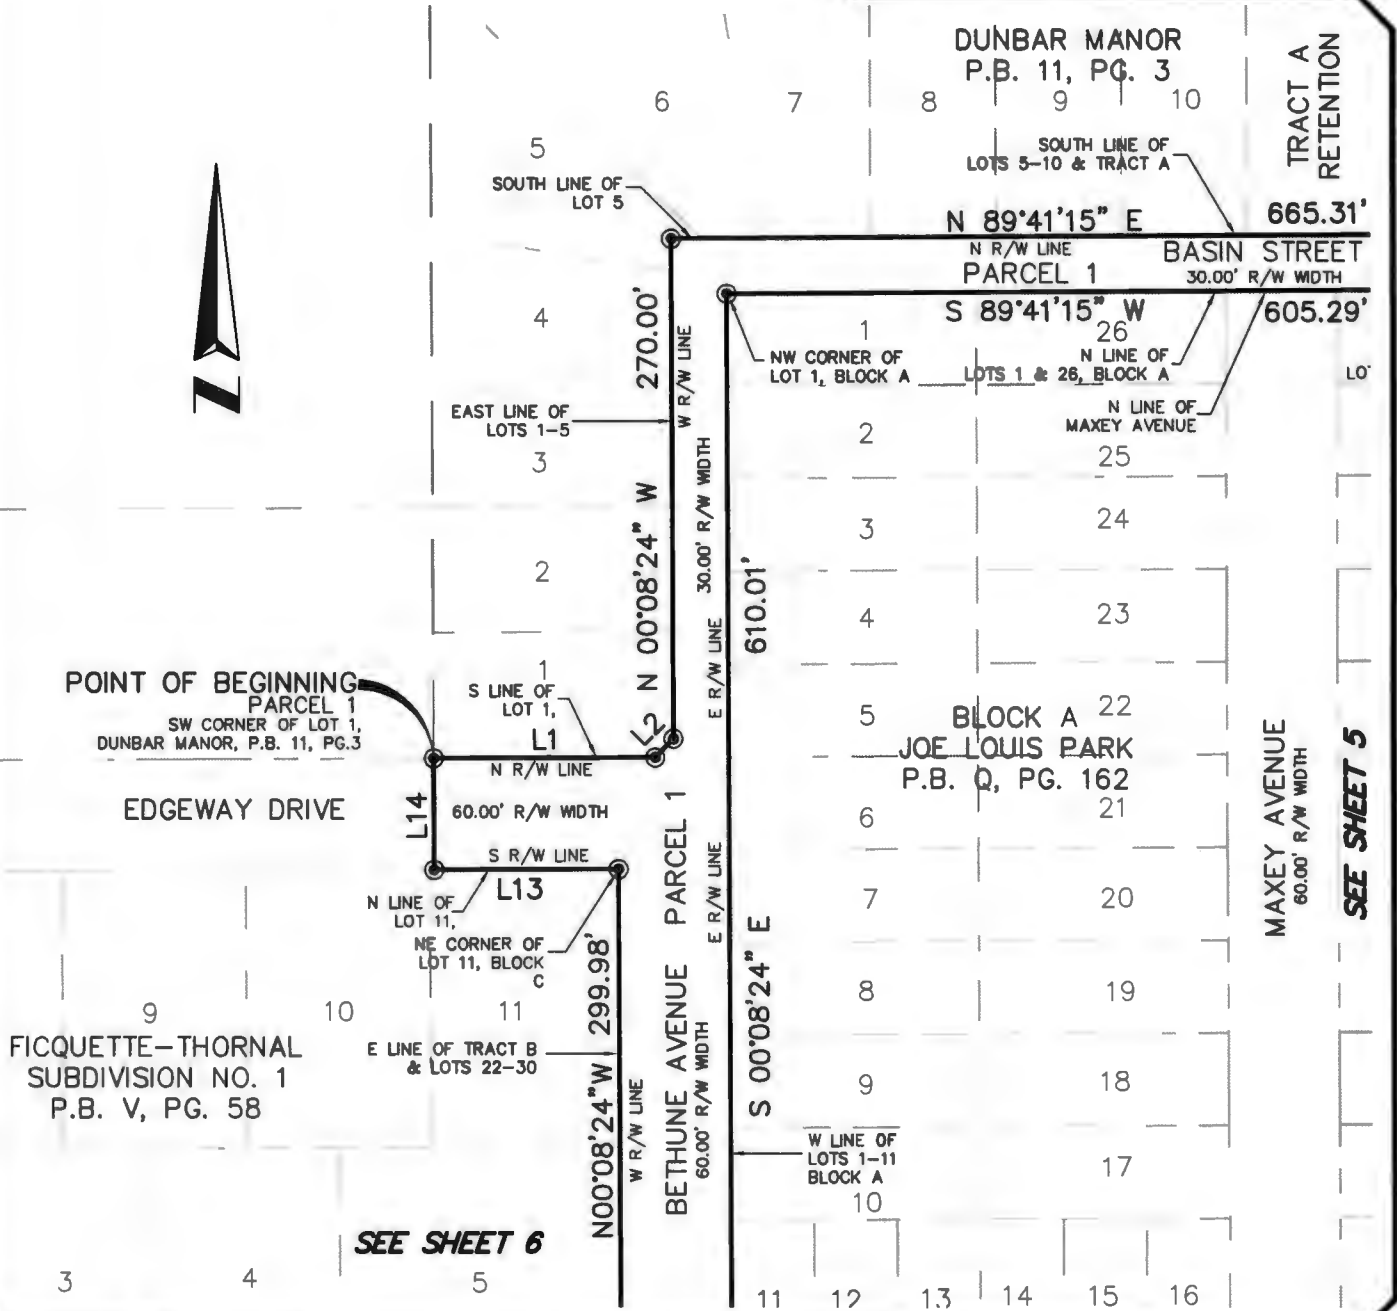 DUNBAR MANOR
P.B. 11, PG. 3
TRACT A
RETENTION
6
7
8
9
10
5
SOUTH LINE OF
LOT 5
SOUTH LINE OF
LOTS 5-10 & TRACT A
N 89°41'15" E
665.31'
N R/W LINE
BASIN STREET
PARCEL 1
30.00' R/W WIDTH
S 89°41'15" W
605.29'
4
270.00'
W R/W LINE
1
26
NW CORNER OF
LOT 1, BLOCK A
N LINE OF
LOTS 1 & 26, BLOCK A
LO
N LINE OF
MAXEY AVENUE
EAST LINE OF
LOTS 1-5
3
2
25
30.00' R/W WIDTH
N 00°08'24" W
3
24
2
610.01'
4
23
E R/W LINE
1
POINT OF BEGINNING
PARCEL 1
SW CORNER OF LOT 1,
DUNBAR MANOR, P.B. 11, PG.3
S LINE OF
LOT 1,
L1
L2
N R/W LINE
5
22
BLOCK A
JOE LOUIS PARK
P.B. Q, PG. 162
MAXEY AVENUE
60.00' R/W WIDTH
SEE SHEET 5
EDGEWAY DRIVE
L14
60.00' R/W WIDTH
6
21
S R/W LINE
L13
N LINE OF
LOT 11,
NE CORNER OF
LOT 11, BLOCK
C
BETHUNE AVENUE PARCEL 1
60.00' R/W WIDTH
E R/W LINE
7
20
S 00°08'24" E
8
19
9
10
11
FICQUETTE-THORNAL
SUBDIVISION NO. 1
P.B. V, PG. 58
E LINE OF TRACT B
& LOTS 22-30
N00°08'24"W 299.98'
W R/W LINE
9
18
W LINE OF
LOTS 1-11
BLOCK A
17
10
SEE SHEET 6
3
4
5
11
12
13
14
15
16
Z